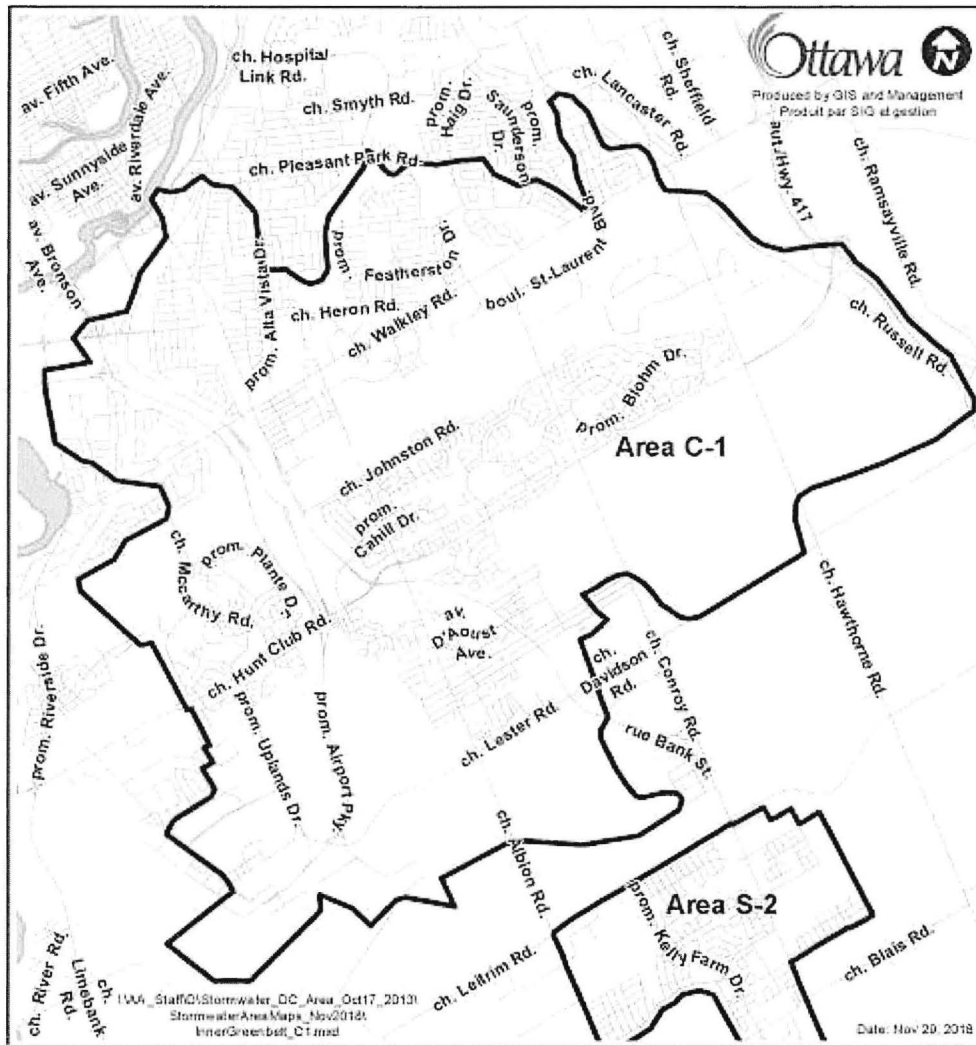 Ottawa
N
Produced by GIS and Management
Produit par SIG et gestion
av. Fifth Ave.
av. Sunnyside
Ave.
av. Riverdale Ave.
av. Bronson
Ave.
ch. Hospital
Link Rd.
ch. Smyth Rd.
prom.
Haig Dr.
prom.
Saunderson
Dr.
ch. Lancaster Rd.
ch. Sheffield
Rd.
aut./Hwy. 417
ch. Ramsayville Rd.
ch. Pleasant Park Rd.
prom. Alta Vista Dr.
prom.
Featherston Dr.
ch. Heron Rd.
ch. Walkley Rd.
boul. St-Laurent
Blvd.
ch. Russell Rd.
prom. Blohm Dr.
Area C-1
ch. Johnston Rd.
prom.
Cahill Dr.
ch. Mccarthy Rd.
prom. Plante Dr.
ch. Hunt Club Rd.
av.
D'Aoust
Ave.
prom. Riverside Dr.
prom. Uplands Dr.
prom. Airport Pky.
ch. Lester Rd.
ch.
Davidson
Rd.
ch. Conroy Rd.
rue Bank St.
ch. Hawthorne Rd.
ch. Albion Rd.
Area S-2
prom. Kelly Farm Dr.
ch. Leitrim Rd.
ch. Blais Rd.
ch. River Rd.
ch.
Limebank
Rd.
StormwaterAreaMaps_Nov2018\
InnerGreenbelt_C1.mxd
Date: Nov 20, 2018